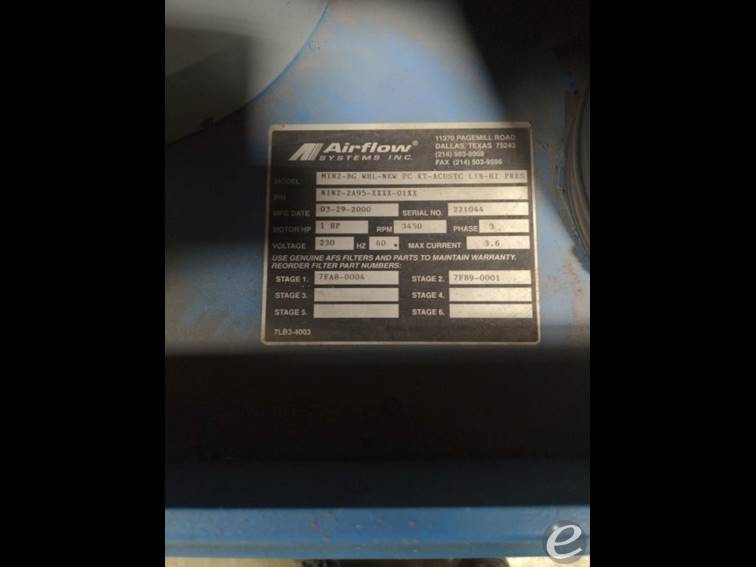 Airflow
SYSTEMS INC.
11370 PAGEMILL ROAD
DALLAS, TEXAS 75243
(214) 503-8008
FAX (214) 503-9596
MODEL MIN2-BG WHL-NEW PC KT-ACUSTC LIN-HI PRES
P/N 8IN2-2A95-XXXX-01XX
MFG DATE 03-29-2000 SERIAL NO. 221044
MOTOR HP 1 HP RPM 3450 PHASE 3
VOLTAGE 230 HZ 60 MAX CURRENT 3.6
USE GENUINE AFS FILTERS AND PARTS TO MAINTAIN WARRANTY.
REORDER FILTER PART NUMBERS:
STAGE 1. 7FA8-0004 STAGE 2. 7FB9-0001
STAGE 3. STAGE 4.
STAGE 5. STAGE 6.
7LB3-4003
e